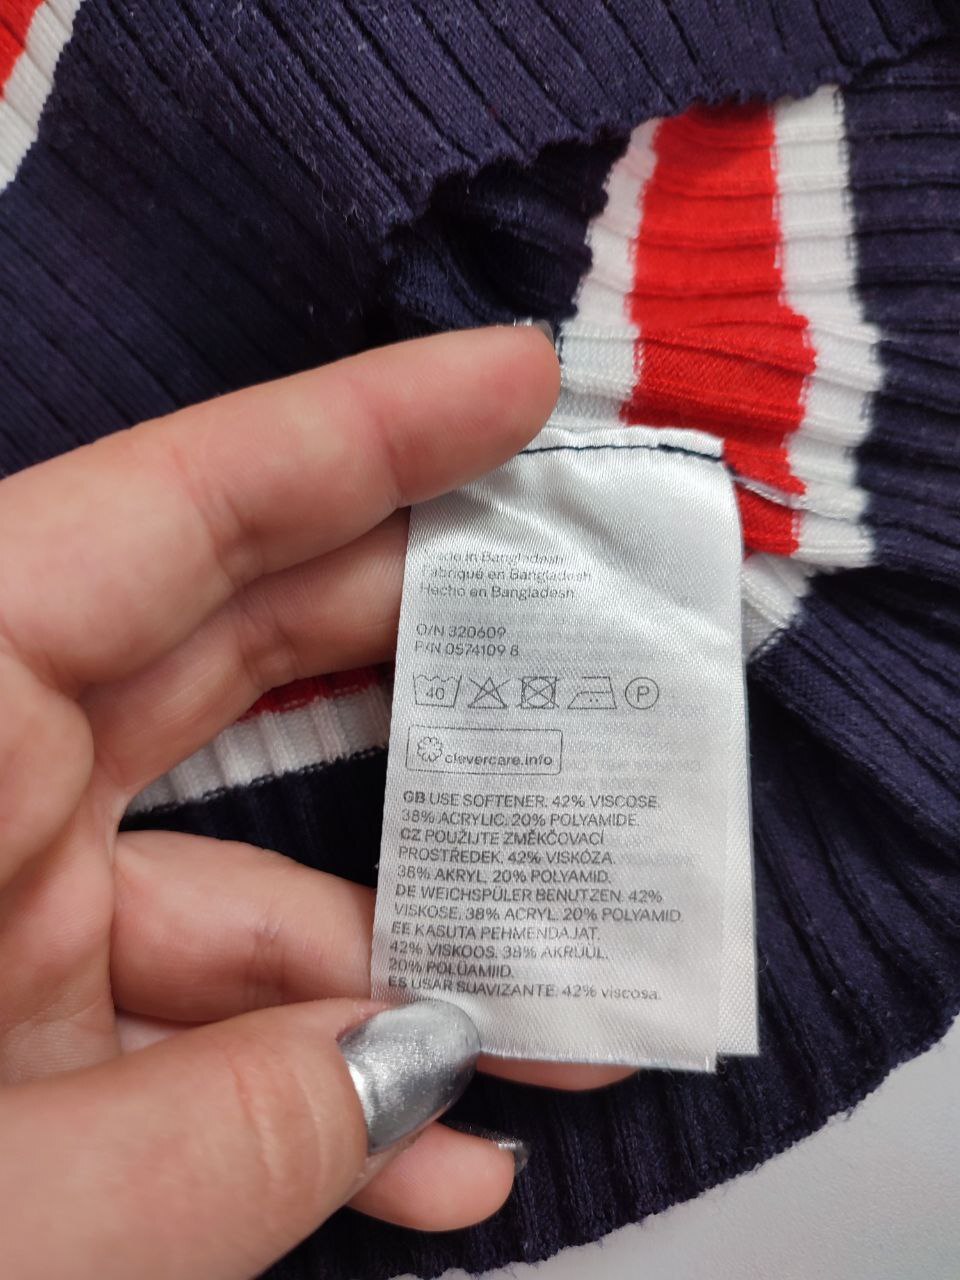 Made in Bangladesh
Fabriqué en Bangladesh
Hecho en Bangladesh
O/N 320609
P/N 0574109 8
40
P
clevercare.info
GB USE SOFTENER. 42% VISCOSE.
38% ACRYLIC. 20% POLYAMIDE.
CZ POUŽIJTE ZMĚKČOVACÍ
PROSTŘEDEK. 42% VISKÓZA.
38% AKRYL, 20% POLYAMID.
DE WEICHSPÜLER BENUTZEN. 42%
VISKOSE. 38% ACRYL. 20% POLYAMID.
EE KASUTA PEHMENDAJAT.
42% VISKOOS. 38% AKRÜÜL.
20% POLÜAMIID.
ES USAR SUAVIZANTE. 42% viscosa.